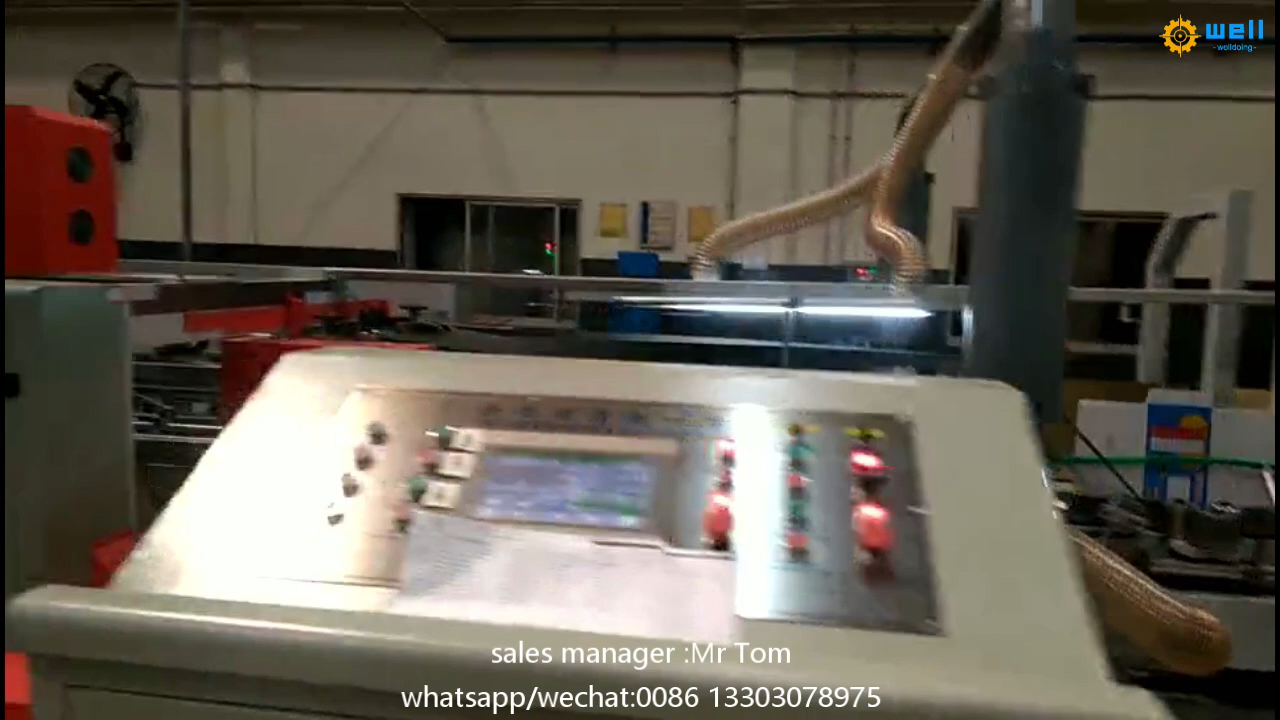 well
- welldoing-
sales manager :Mr Tom
whatsapp/wechat:0086 13303078975